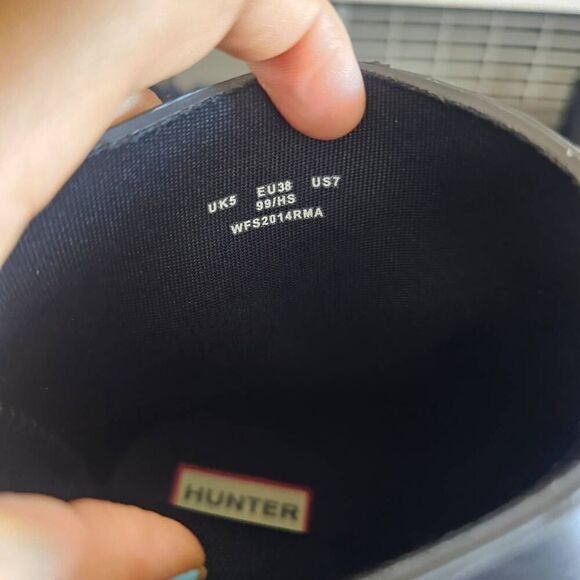 UK5 EU38 US7
99/HS
WFS2014RMA
HUNTER